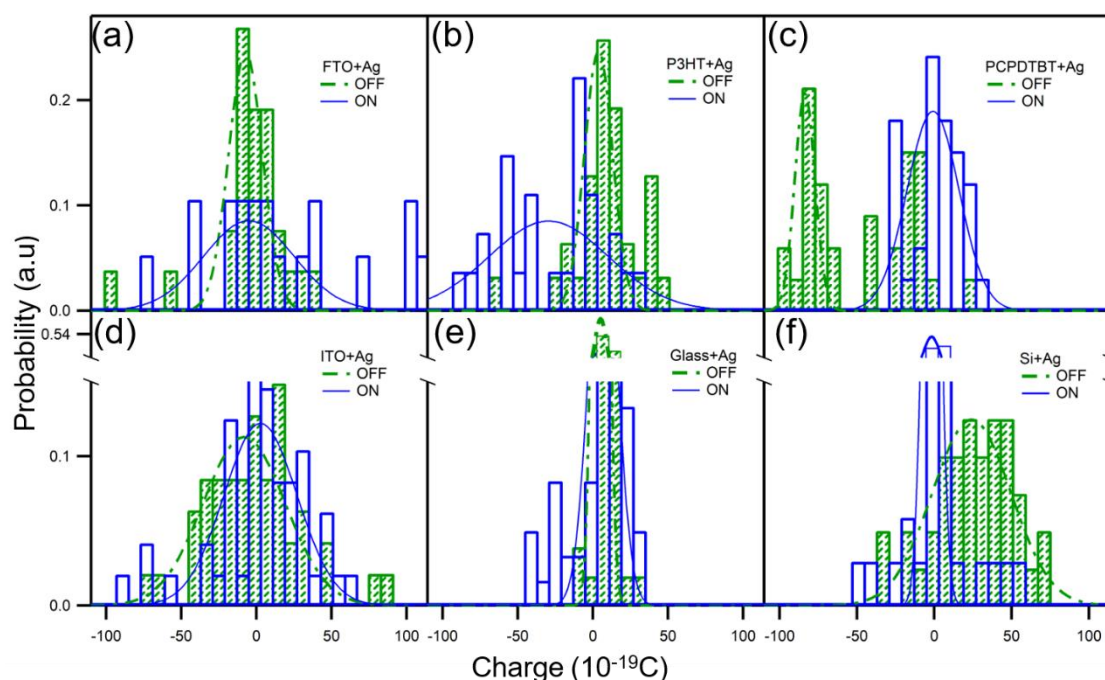 (a)
FTO+Ag
OFF
ON
(b)
P3HT+Ag
OFF
ON
(c)
PCPDTBT+Ag
OFF
ON
0.2
0.1
0.0
Probability (a.u)
0.54
(d)
ITO+Ag
OFF
ON
(e)
Glass+Ag
OFF
ON
(f)
Si+Ag
OFF
ON
0.1
0.0
-100 -50 0 50 100
-100 -50 0 50 100
-100 -50 0 50 100
Charge (10⁻¹⁹C)